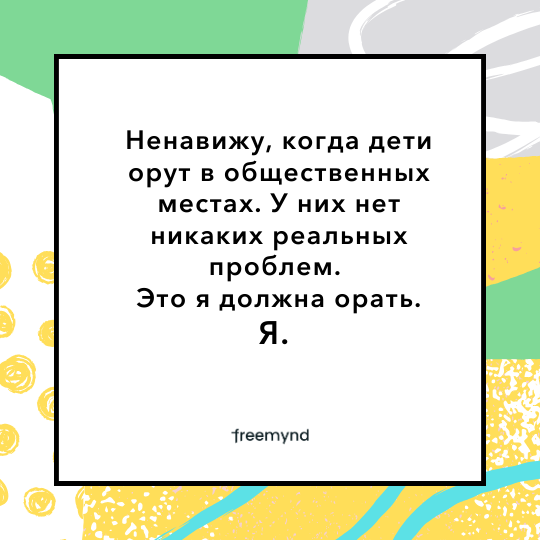 Ненавижу, когда дети
орут в общественных
местах. У них нет
никаких реальных
проблем.
Это я должна орать.
Я.
freemynd